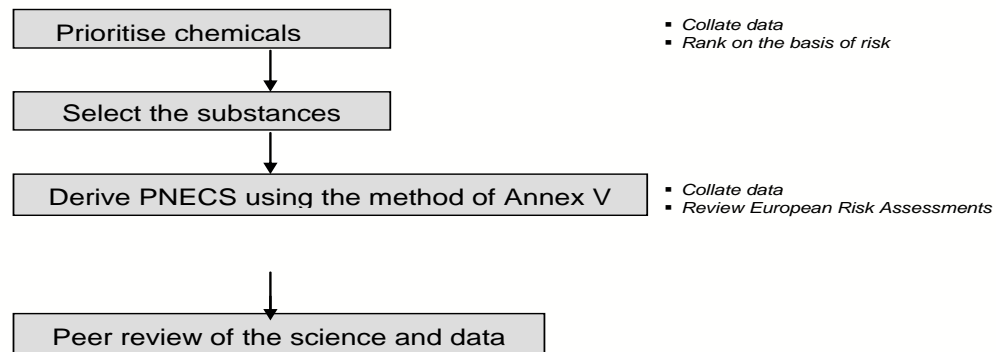 Prioritise chemicals
▪ Collate data
▪ Rank on the basis of risk
Select the substances
Derive PNECS using the method of Annex V
▪ Collate data
▪ Review European Risk Assessments
Peer review of the science and data